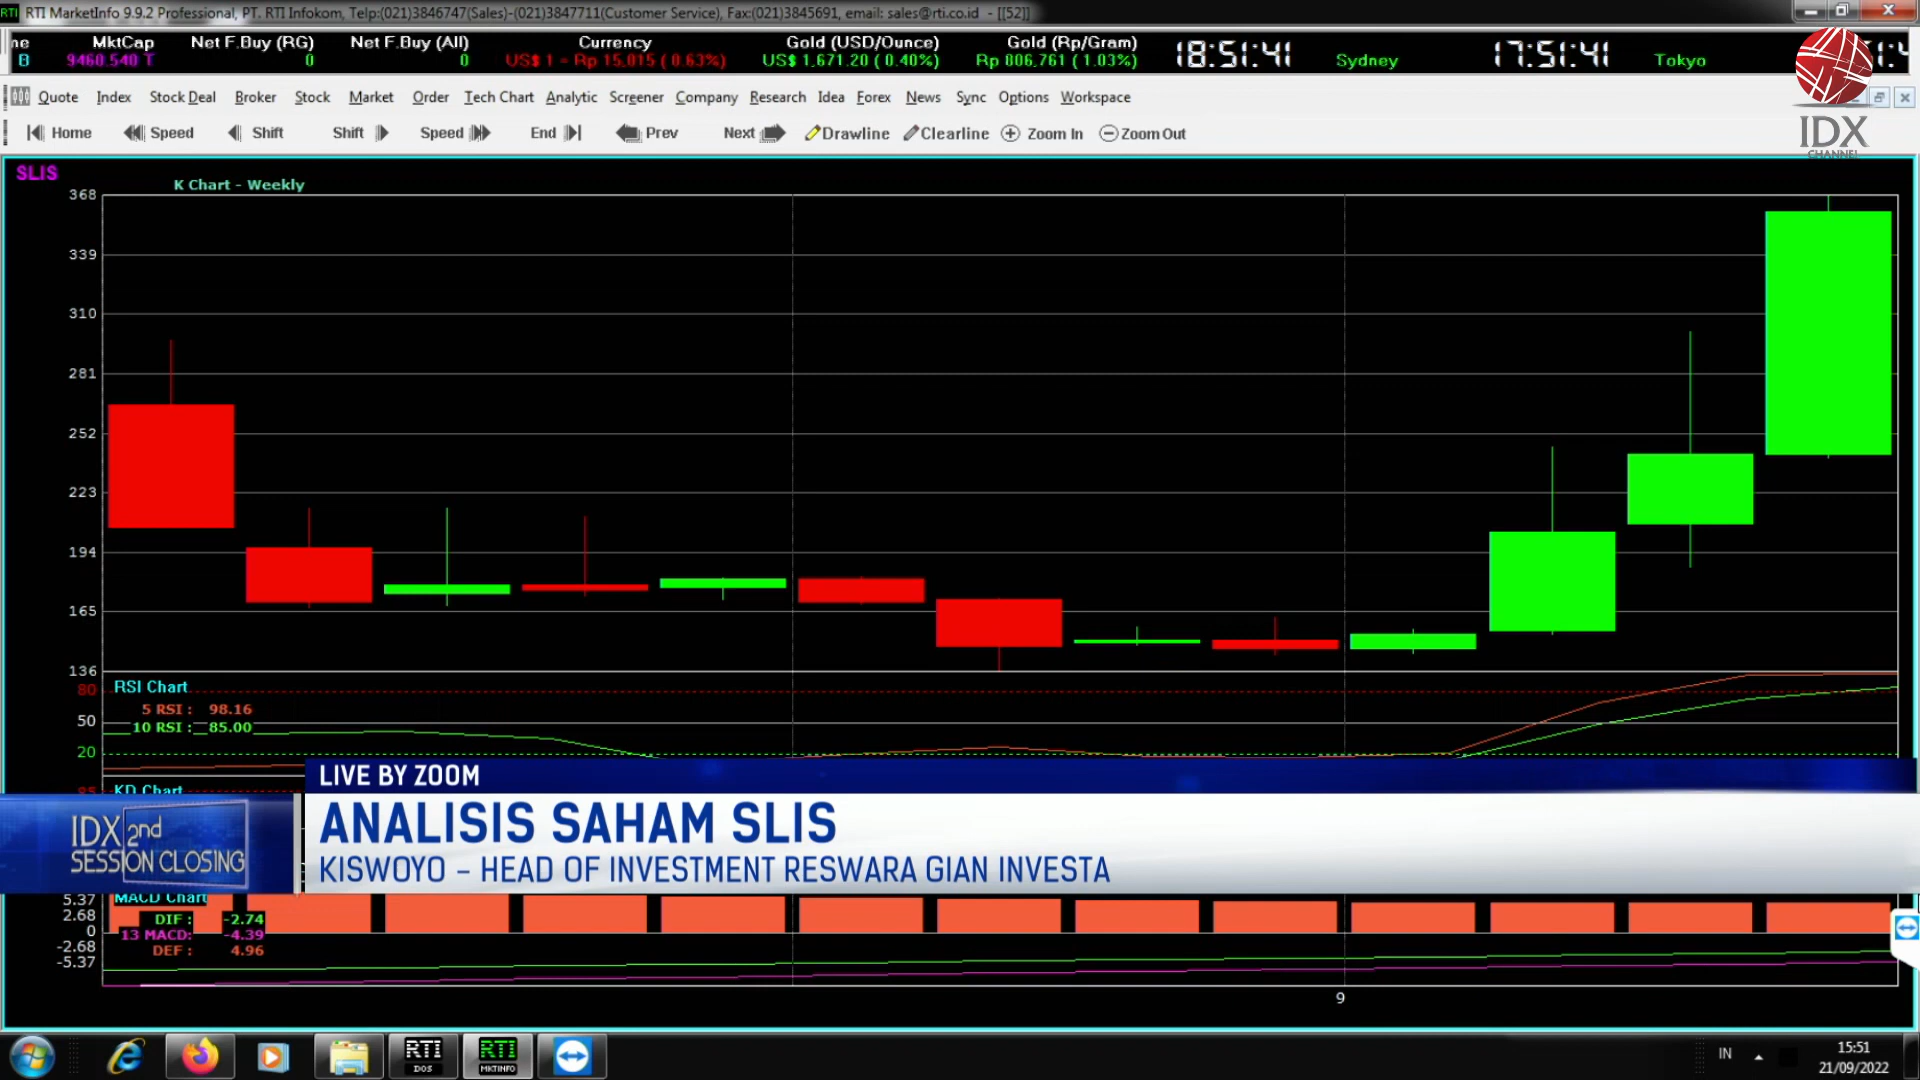 RTI MarketInfo 9.9.2 Professional, PT. RTI Infokom, Telp:(021)3846747(Sales)-(021)3847711(Customer Service), Fax:(021)3845691, email: sales@rti.co.id - [[52]]
ne MktCap Net F.Buy (RG) Net F.Buy (All) Currency Gold (USD/Ounce) Gold (Rp/Gram) 18:51:41 Sydney 17:51:41 Tokyo
B 9460.540 T 0 0 US$ 1 = Rp 15,015 ( 0.63%) US$ 1,671.20 ( 0.40%) Rp 806,761 ( 1.03%)
Quote Index Stock Deal Broker Stock Market Order Tech Chart Analytic Screener Company Research Idea Forex News Sync Options Workspace
Home Speed Shift Shift Speed End Prev Next Drawline Clearline Zoom In Zoom Out
IDX
CHANNEL
SLIS
K Chart - Weekly
368
339
310
281
252
223
194
165
136
RSI Chart
80
5 RSI : 98.16
50
10 RSI : 85.00
20
KD Chart
LIVE BY ZOOM
ANALISIS SAHAM SLIS
KISWOYO – HEAD OF INVESTMENT RESWARA GIAN INVESTA
IDX 2nd
SESSION CLOSING
MACD Chart
5.37
2.68
0
-2.68
-5.37
DIF : -2.74
13 MACD: -4.39
DEF : 4.96
9
RTI
DOS
RTI
MKTINFO
IN
15:51
21/09/2022